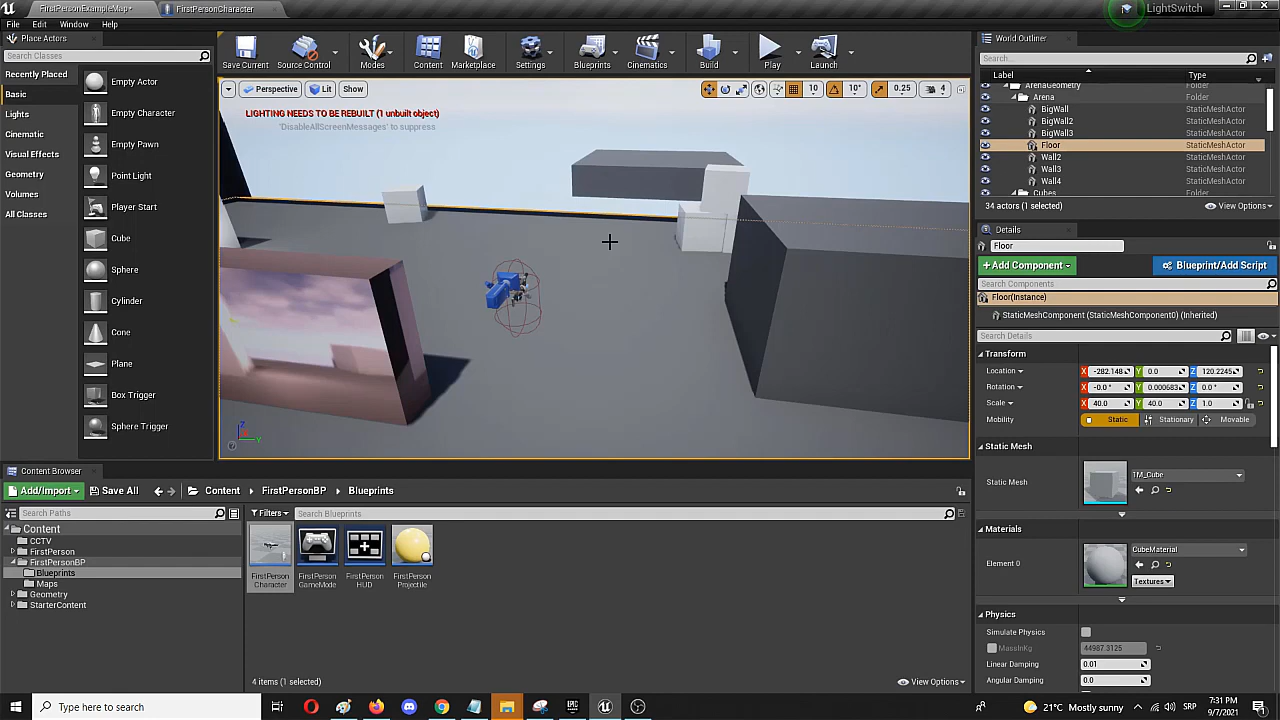 FirstPersonExampleMap*
FirstPersonCharacter
LightSwitch
File
Edit
Window
Help
Place Actors
Search Classes
Recently Placed
Basic
Lights
Cinematic
Visual Effects
Geometry
Volumes
All Classes
Empty Actor
Empty Character
Empty Pawn
Point Light
Player Start
Cube
Sphere
Cylinder
Cone
Plane
Box Trigger
Sphere Trigger
Save Current
Source Control
Modes
Content
Marketplace
Settings
Blueprints
Cinematics
Build
Play
Launch
Perspective
Lit
Show
10
10°
0.25
4
LIGHTING NEEDS TO BE REBUILT (1 unbuilt object)
'DisableAllScreenMessages' to suppress
World Outliner
Search...
Label
Type
ArenaGeometry Folder
Arena Folder
BigWall StaticMeshActor
BigWall2 StaticMeshActor
BigWall3 StaticMeshActor
Floor StaticMeshActor
Wall2 StaticMeshActor
Wall3 StaticMeshActor
Wall4 StaticMeshActor
Cubes Folder
34 actors (1 selected)
View Options
Details
Floor
+Add Component
Blueprint/Add Script
Search Components
Floor(Instance)
StaticMeshComponent (StaticMeshComponent0) (Inherited)
Search Details
Transform
Location X -282.148 Y 0.0 Z 120.2245
Rotation X -0.0 ° Y 0.000683 Z 0.0 °
Scale X 40.0 Y 40.0 Z 1.0
Mobility Static Stationary Movable
Static Mesh
Static Mesh
1M_Cube
Materials
Element 0
CubeMaterial
Textures
Physics
Simulate Physics
MassInKg 44987.3125
Linear Damping 0.01
Angular Damping 0.0
Content Browser
Add/Import
Save All
Content
FirstPersonBP
Blueprints
Search Paths
Filters
Search Blueprints
Content
CCTV
FirstPerson
FirstPersonBP
Blueprints
Maps
Geometry
StarterContent
FirstPerson
Character
FirstPerson
GameMode
FirstPerson
HUD
FirstPerson
Projectile
4 items (1 selected)
View Options
Type here to search
21°C Mostly sunny
SRP
7:31 PM
9/7/2021